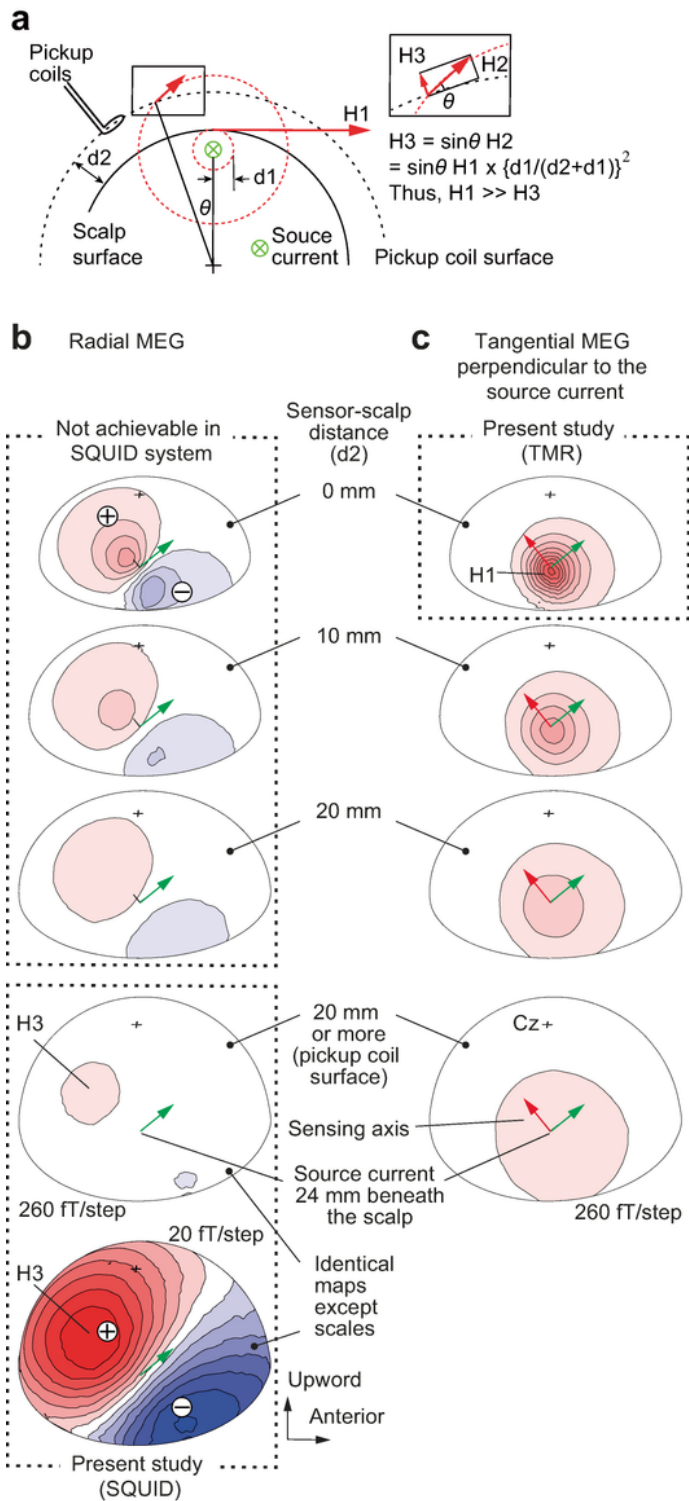 a
Pickup
coils
d2
Scalp
surface
θ
d1
H1
Souce
current
Pickup coil surface
H3
H2
θ
H3 = sinθ H2
= sinθ H1 x {d1/(d2+d1)}²
Thus, H1 >> H3
b
Radial MEG
c
Tangential MEG
perpendicular to the
source current
Not achievable in
SQUID system
Sensor-scalp
distance
(d2)
Present study
(TMR)
0 mm
+
−
H1
10 mm
20 mm
H3
20 mm
or more
(pickup coil
surface)
Cz
Sensing axis
Source current
24 mm beneath
the scalp
260 fT/step
260 fT/step
20 fT/step
H3
+
−
Identical
maps
except
scales
Upword
Anterior
Present study
(SQUID)